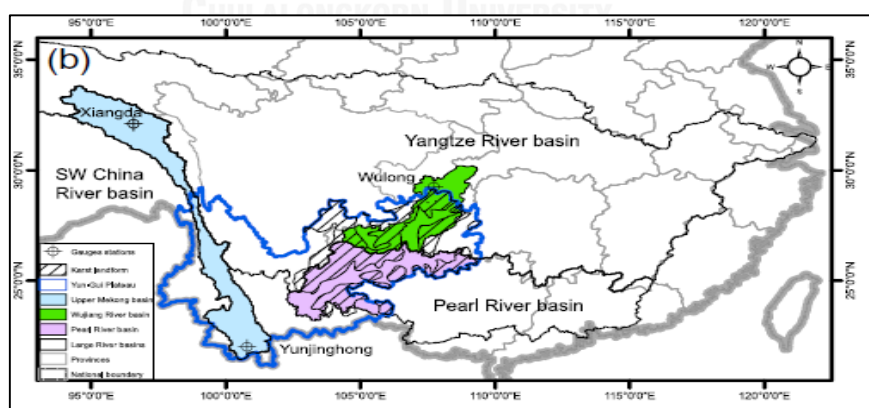 CHULALONGKORN UNIVERSITY
95°0'0"E 100°0'0"E 105°0'0"E 110°0'0"E 115°0'0"E 120°0'0"E
(b)
N
W E
S
35°0'0"N 35°0'0"N
Xiangda
Yangtze River basin
SW China
River basin
Wulong
30°0'0"N 30°0'0"N
Gauges stations
Karst landform
Yun-Gui Plateau
Upper Mekong basin
Wujiang River basin
Pearl River basin
Large River basins
Provinces
National boundary
25°0'0"N 25°0'0"N
Pearl River basin
Yunjinghong
95°0'0"E 100°0'0"E 105°0'0"E 110°0'0"E 115°0'0"E 120°0'0"E